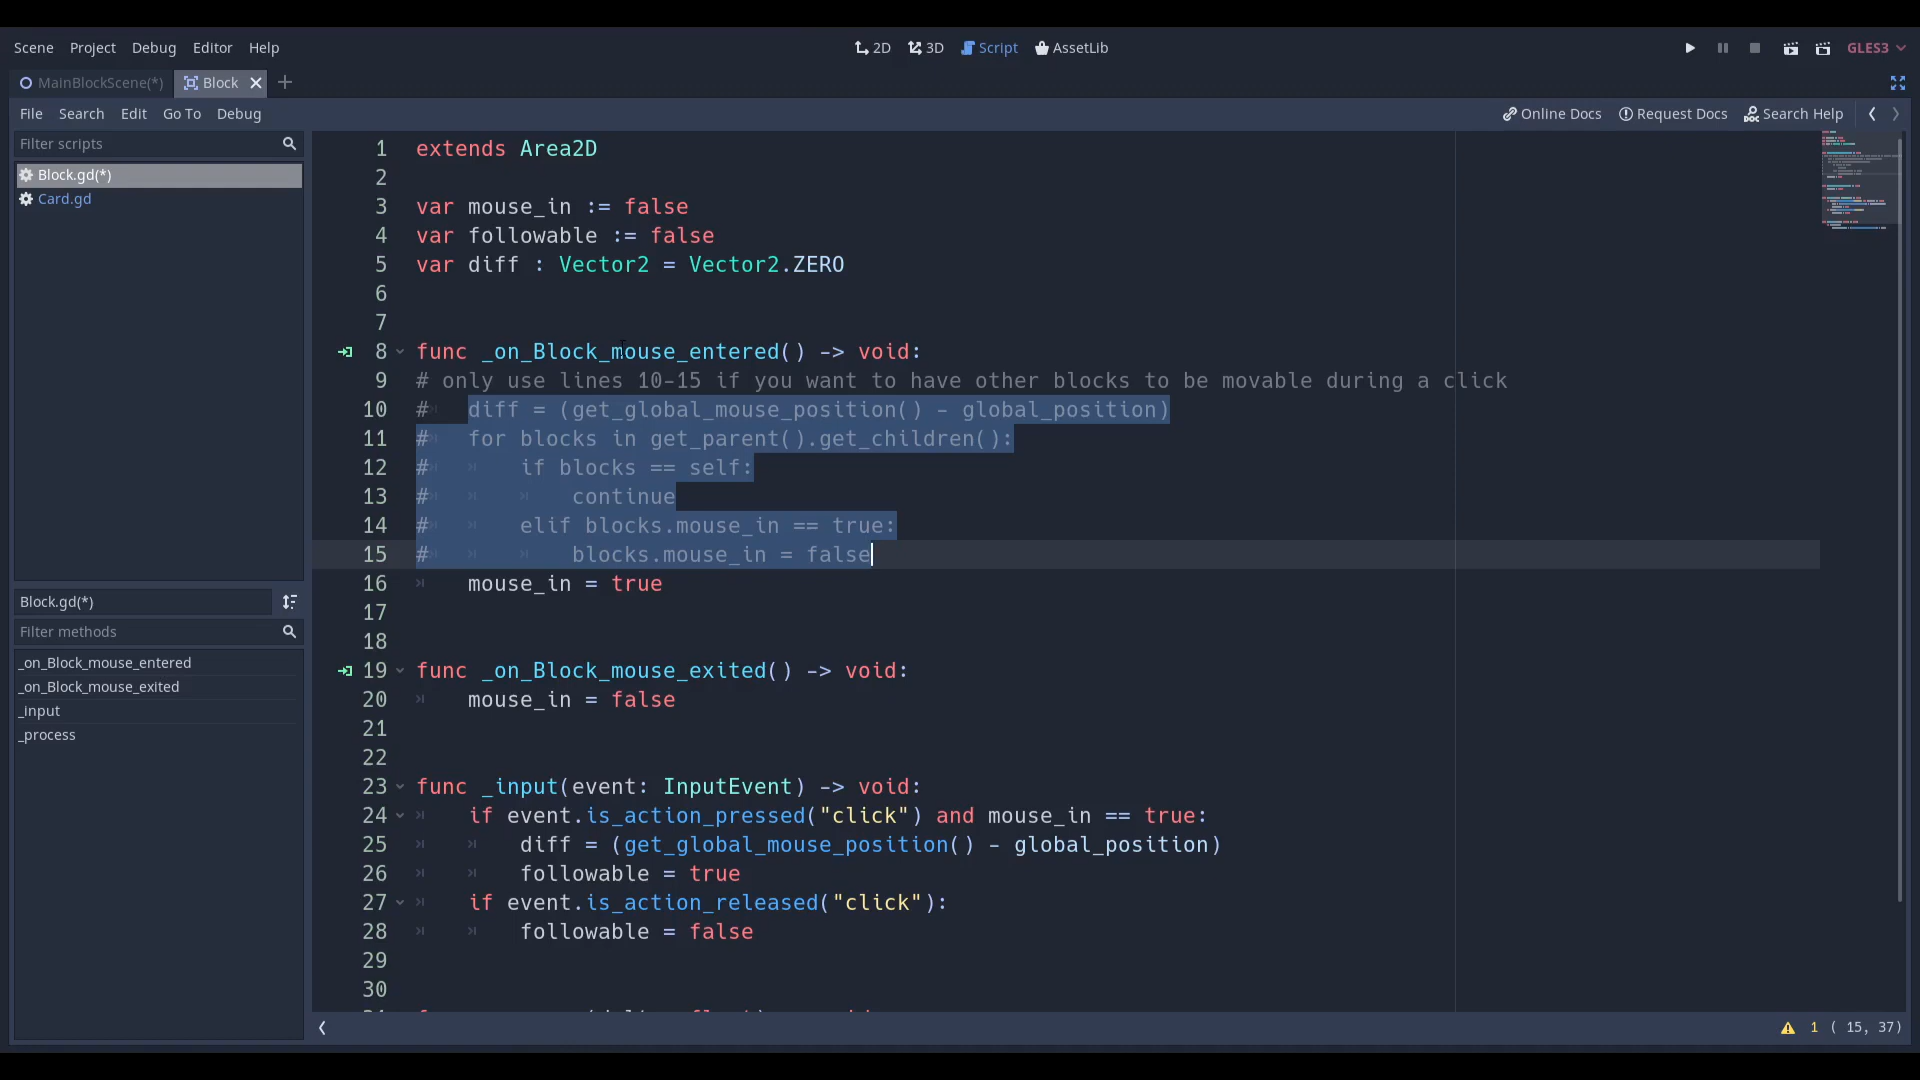 Scene Project Debug Editor Help 2D 3D Script AssetLib GLES3
MainBlockScene(*) Block
File Search Edit Go To Debug Online Docs Request Docs Search Help
Filter scripts
Block.gd(*)
Card.gd
Block.gd(*)
Filter methods
_on_Block_mouse_entered
_on_Block_mouse_exited
_input
_process
1 extends Area2D
2
3 var mouse_in := false
4 var followable := false
5 var diff : Vector2 = Vector2.ZERO
6
7
8 func _on_Block_mouse_entered() -> void:
9 # only use lines 10-15 if you want to have other blocks to be movable during a click
10 # diff = (get_global_mouse_position() - global_position)
11 # for blocks in get_parent().get_children():
12 # if blocks == self:
13 # continue
14 # elif blocks.mouse_in == true:
15 # blocks.mouse_in = false
16 mouse_in = true
17
18
19 func _on_Block_mouse_exited() -> void:
20 mouse_in = false
21
22
23 func _input(event: InputEvent) -> void:
24 if event.is_action_pressed("click") and mouse_in == true:
25 diff = (get_global_mouse_position() - global_position)
26 followable = true
27 if event.is_action_released("click"):
28 followable = false
29
30
1 ( 15, 37)